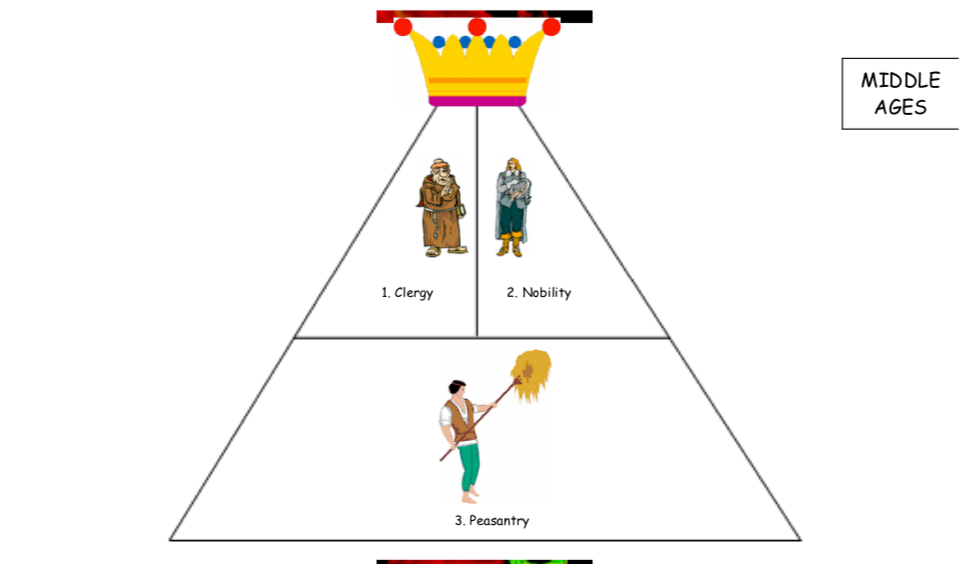 MIDDLE
AGES
1. Clergy
2. Nobility
3. Peasantry